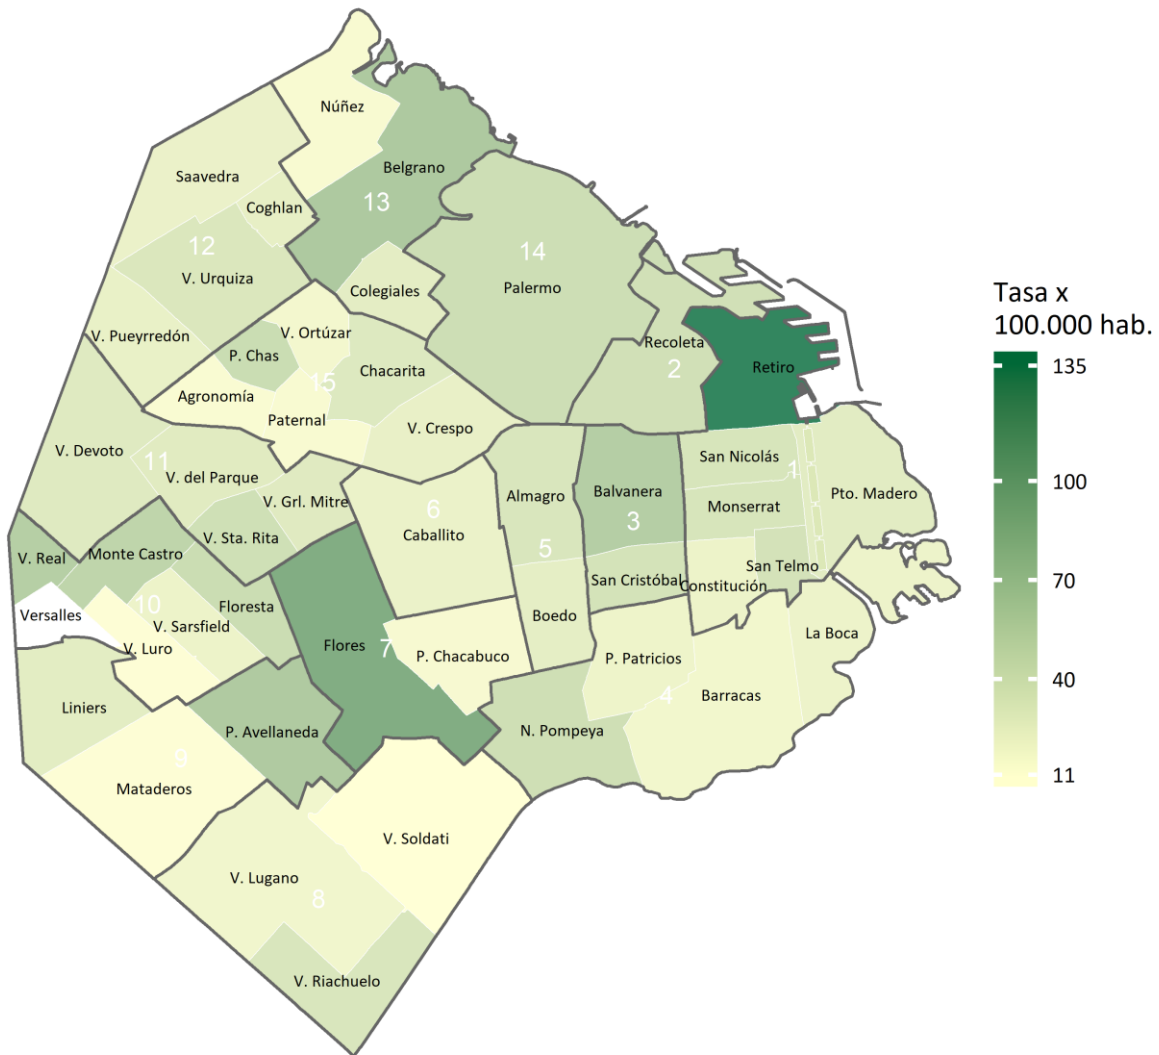 Núñez
Belgrano
Saavedra
Coghlan
13
12
V. Urquiza
14
Colegiales
Palermo
V. Pueyrredón
V. Ortúzar
P. Chas
Chacarita
Recoleta
2
Retiro
15
Agronomía
Paternal
V. Crespo
V. Devoto
11
V. del Parque
San Nicolás
1
V. Grl. Mitre
Almagro
Balvanera
Pto. Madero
6
Caballito
3
Monserrat
V. Sta. Rita
5
Monte Castro
V. Real
San Telmo
San Cristóbal
Constitución
Versalles
10
Floresta
V. Sarsfield
Boedo
La Boca
V. Luro
Flores
7
P. Chacabuco
P. Patricios
4
Barracas
Liniers
P. Avellaneda
N. Pompeya
9
Mataderos
V. Soldati
V. Lugano
8
V. Riachuelo
Tasa x
100.000 hab.
135
100
70
40
11